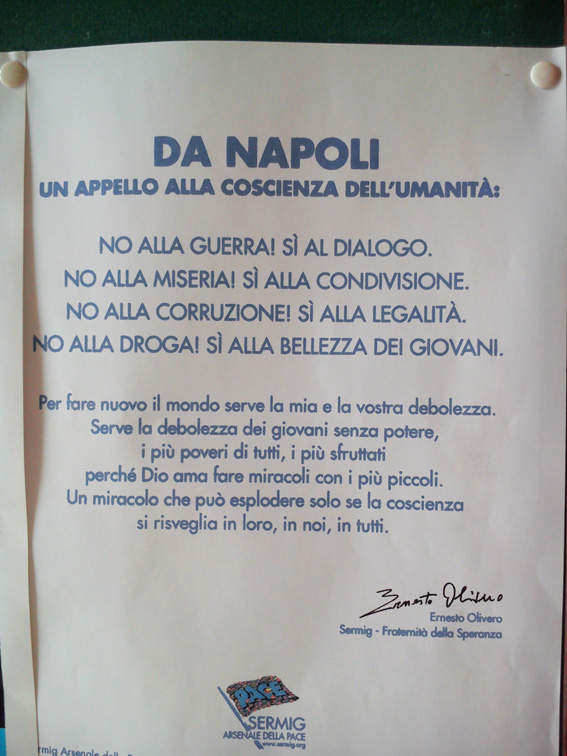 DA NAPOLI
UN APPELLO ALLA COSCIENZA DELL'UMANITÀ:
NO ALLA GUERRA! SÌ AL DIALOGO.
NO ALLA MISERIA! SÌ ALLA CONDIVISIONE.
NO ALLA CORRUZIONE! SÌ ALLA LEGALITÀ.
NO ALLA DROGA! SÌ ALLA BELLEZZA DEI GIOVANI.
Per fare nuovo il mondo serve la mia e la vostra debolezza.
Serve la debolezza dei giovani senza potere,
i più poveri di tutti, i più sfruttati
perché Dio ama fare miracoli con i più piccoli.
Un miracolo che può esplodere solo se la coscienza
si risveglia in loro, in noi, in tutti.
Ernesto Olivero
Ernesto Olivero
Sermig - Fraternità della Speranza
PACE
SERMIG
ARSENALE DELLA PACE
www.sermig.org
rmig Arsenale della